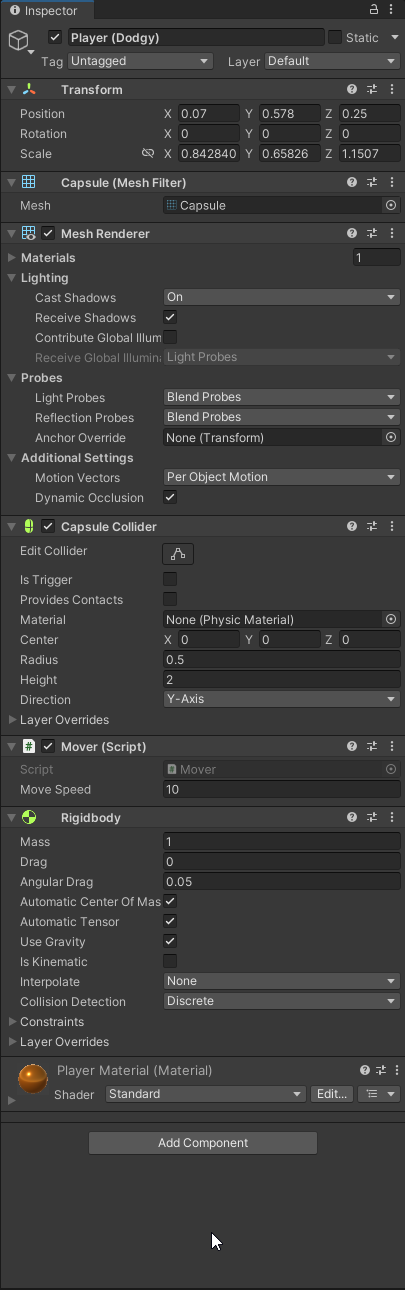 Inspector
Player (Dodgy) Static
Tag Untagged Layer Default
Transform
Position X 0.07 Y 0.578 Z 0.25
Rotation X 0 Y 0 Z 0
Scale X 0.842840 Y 0.65826 Z 1.1507
Capsule (Mesh Filter)
Mesh Capsule
Mesh Renderer
Materials 1
Lighting
Cast Shadows On
Receive Shadows
Contribute Global Illum
Receive Global Illumina Light Probes
Probes
Light Probes Blend Probes
Reflection Probes Blend Probes
Anchor Override None (Transform)
Additional Settings
Motion Vectors Per Object Motion
Dynamic Occlusion
Capsule Collider
Edit Collider
Is Trigger
Provides Contacts
Material None (Physic Material)
Center X 0 Y 0 Z 0
Radius 0.5
Height 2
Direction Y-Axis
Layer Overrides
# Mover (Script)
Script # Mover
Move Speed 10
Rigidbody
Mass 1
Drag 0
Angular Drag 0.05
Automatic Center Of Mas
Automatic Tensor
Use Gravity
Is Kinematic
Interpolate None
Collision Detection Discrete
Constraints
Layer Overrides
Player Material (Material)
Shader Standard Edit...
Add Component